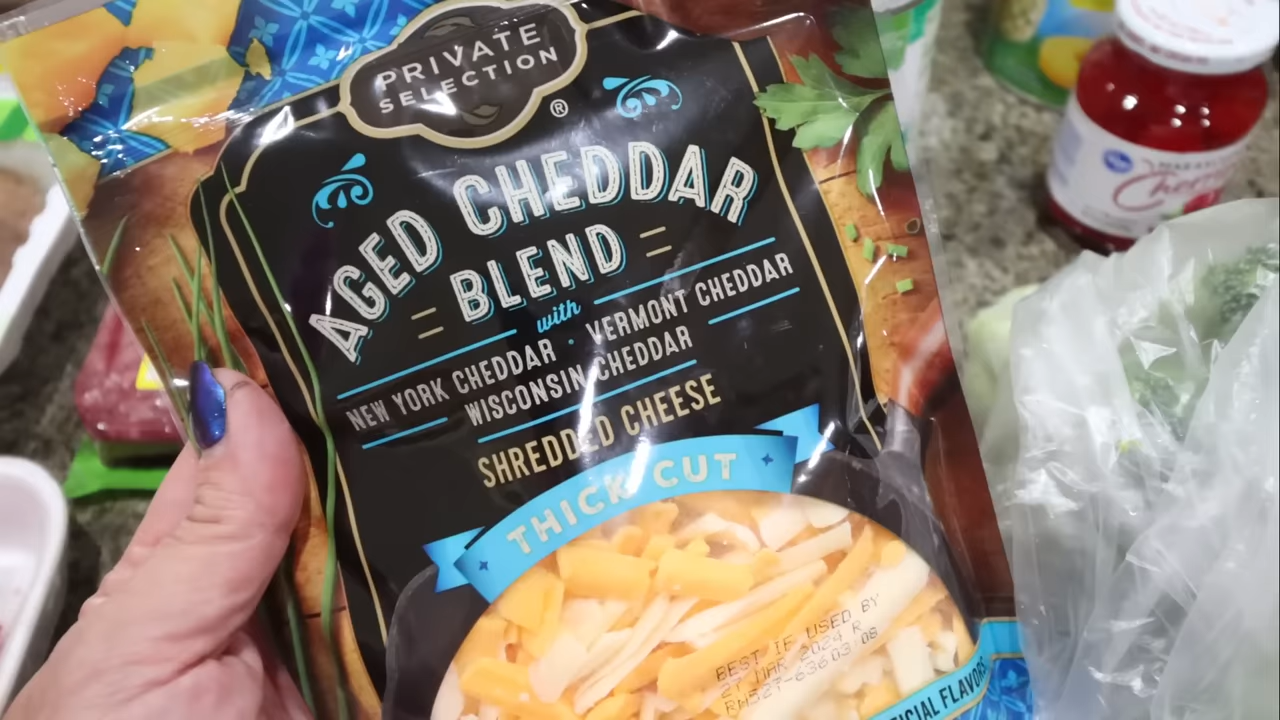 PRIVATE
SELECTION
®
AGED CHEDDAR
BLEND
with
NEW YORK CHEDDAR · VERMONT CHEDDAR
WISCONSIN CHEDDAR
SHREDDED CHEESE
THICK CUT
BEST IF USED BY
27 MAR 2024 R
08